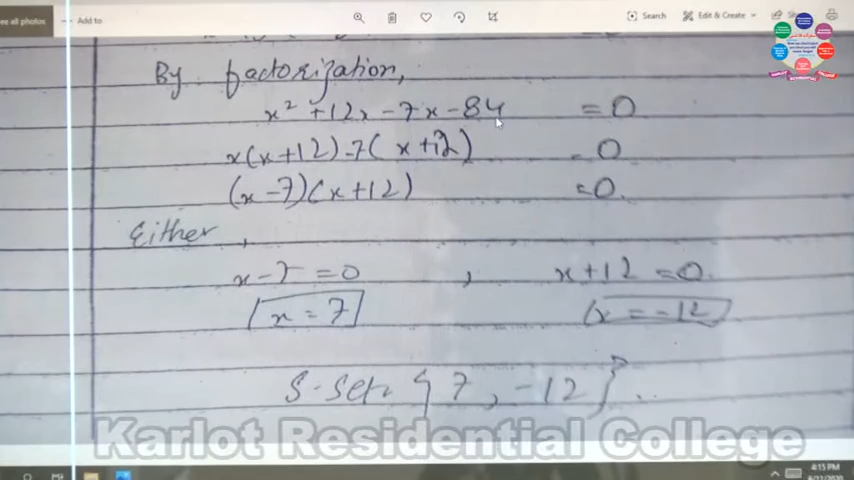 see all photos + Add to Search Edit & Create
By factorization,
x² + 12x - 7x - 84 = 0
x(x+12) -7( x+12) = 0
(x-7)(x+12) =0.
Either,
x-7 =0 , x+12 =0.
x = 7 x = -12
S-Set {7, -12}.
Karlot Residential College
4:15 PM